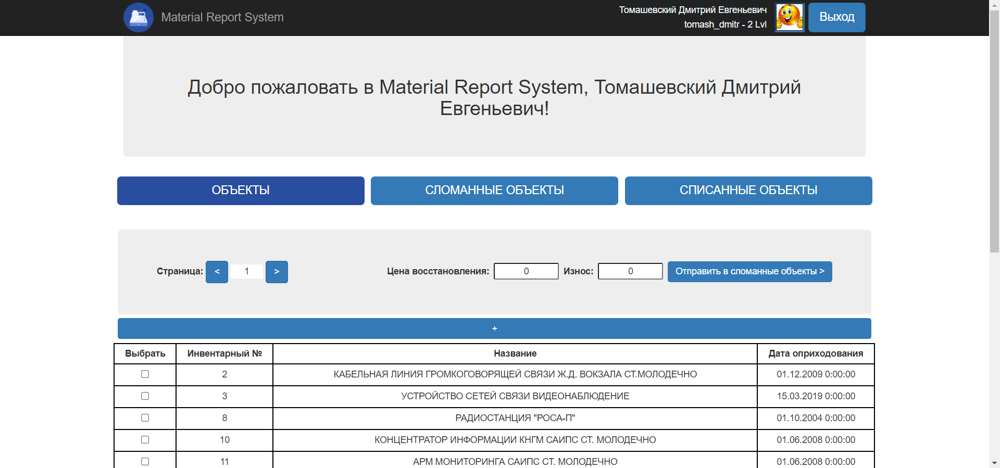 Material Report System
Томашевский Дмитрий Евгеньевич
tomash_dmitr - 2 Lvl
Выход
Добро пожаловать в Material Report System, Томашевский Дмитрий
Евгеньевич!
ОБЪЕКТЫ
СЛОМАННЫЕ ОБЪЕКТЫ
СПИСАННЫЕ ОБЪЕКТЫ
Страница: < 1 >
Цена восстановления: 0 Износ: 0 Отправить в сломанные объекты >
+
Выбрать Инвентарный № Название Дата оприходования
2 КАБЕЛЬНАЯ ЛИНИЯ ГРОМКОГОВОРЯЩЕЙ СВЯЗИ Ж.Д. ВОКЗАЛА СТ.МОЛОДЕЧНО 01.12.2009 0:00:00
3 УСТРОЙСТВО СЕТЕЙ СВЯЗИ ВИДЕОНАБЛЮДЕНИЕ 15.03.2019 0:00:00
8 РАДИОСТАНЦИЯ "РОСА-П" 01.10.2004 0:00:00
10 КОНЦЕНТРАТОР ИНФОРМАЦИИ КНГМ САИПС СТ. МОЛОДЕЧНО 01.06.2008 0:00:00
11 АРМ МОНИТОРИНГА САИПС СТ. МОЛОДЕЧНО 01.06.2008 0:00:00